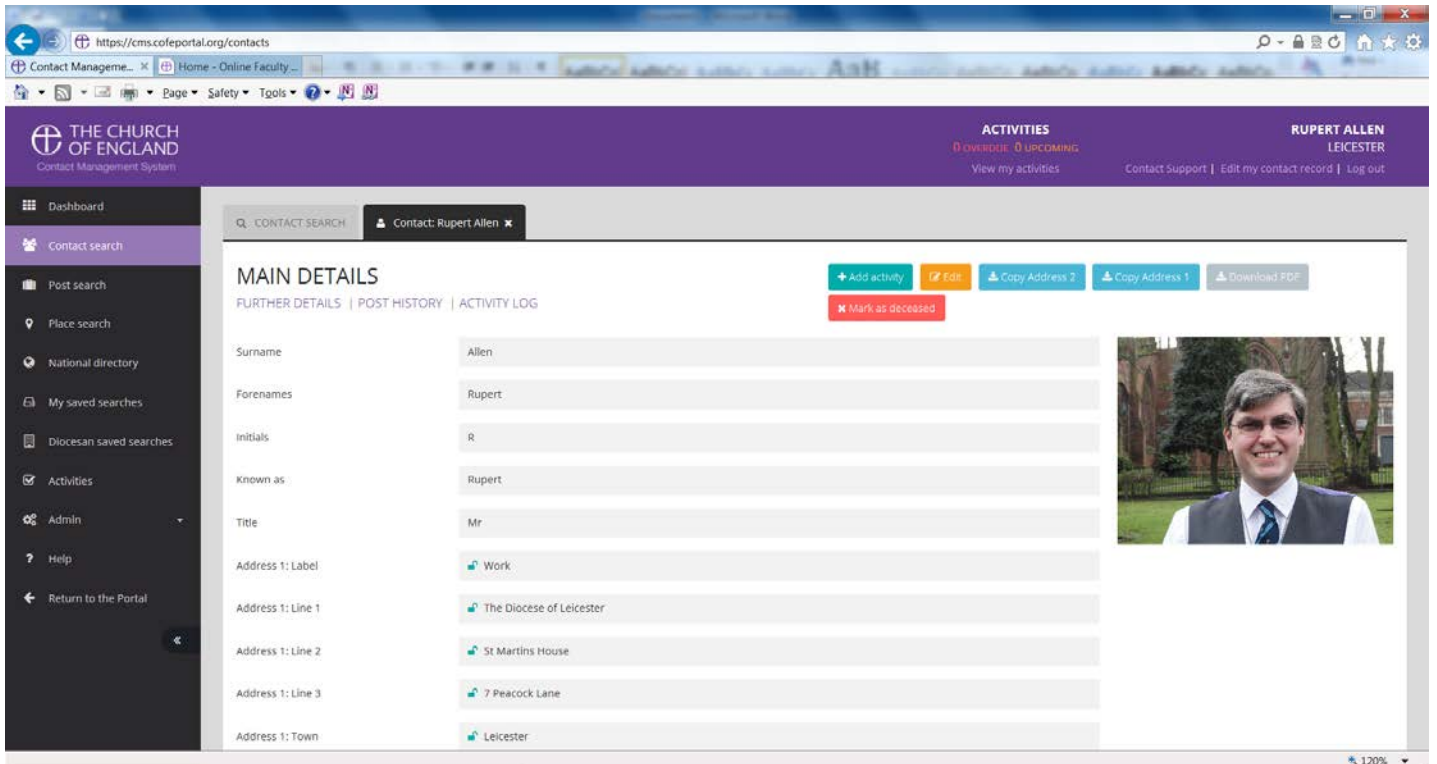 https://cms.cofeportal.org/contacts
Contact Manageme... Home - Online Faculty ...
Page Safety Tools
THE CHURCH
OF ENGLAND
Contact Management System
ACTIVITIES
0 OVERDUE 0 UPCOMING
View my activities
RUPERT ALLEN
LEICESTER
Contact Support | Edit my contact record | Log out
Dashboard
Contact search
Post search
Place search
National directory
My saved searches
Diocesan saved searches
Activities
Admin
Help
Return to the Portal
CONTACT SEARCH Contact: Rupert Allen
MAIN DETAILS
FURTHER DETAILS | POST HISTORY | ACTIVITY LOG
Add activity Edit Copy Address 2 Copy Address 1 Download PDF
Mark as deceased
Surname Allen
Forenames Rupert
Initials R
Known as Rupert
Title Mr
Address 1: Label Work
Address 1: Line 1 The Diocese of Leicester
Address 1: Line 2 St Martins House
Address 1: Line 3 7 Peacock Lane
Address 1: Town Leicester
120%